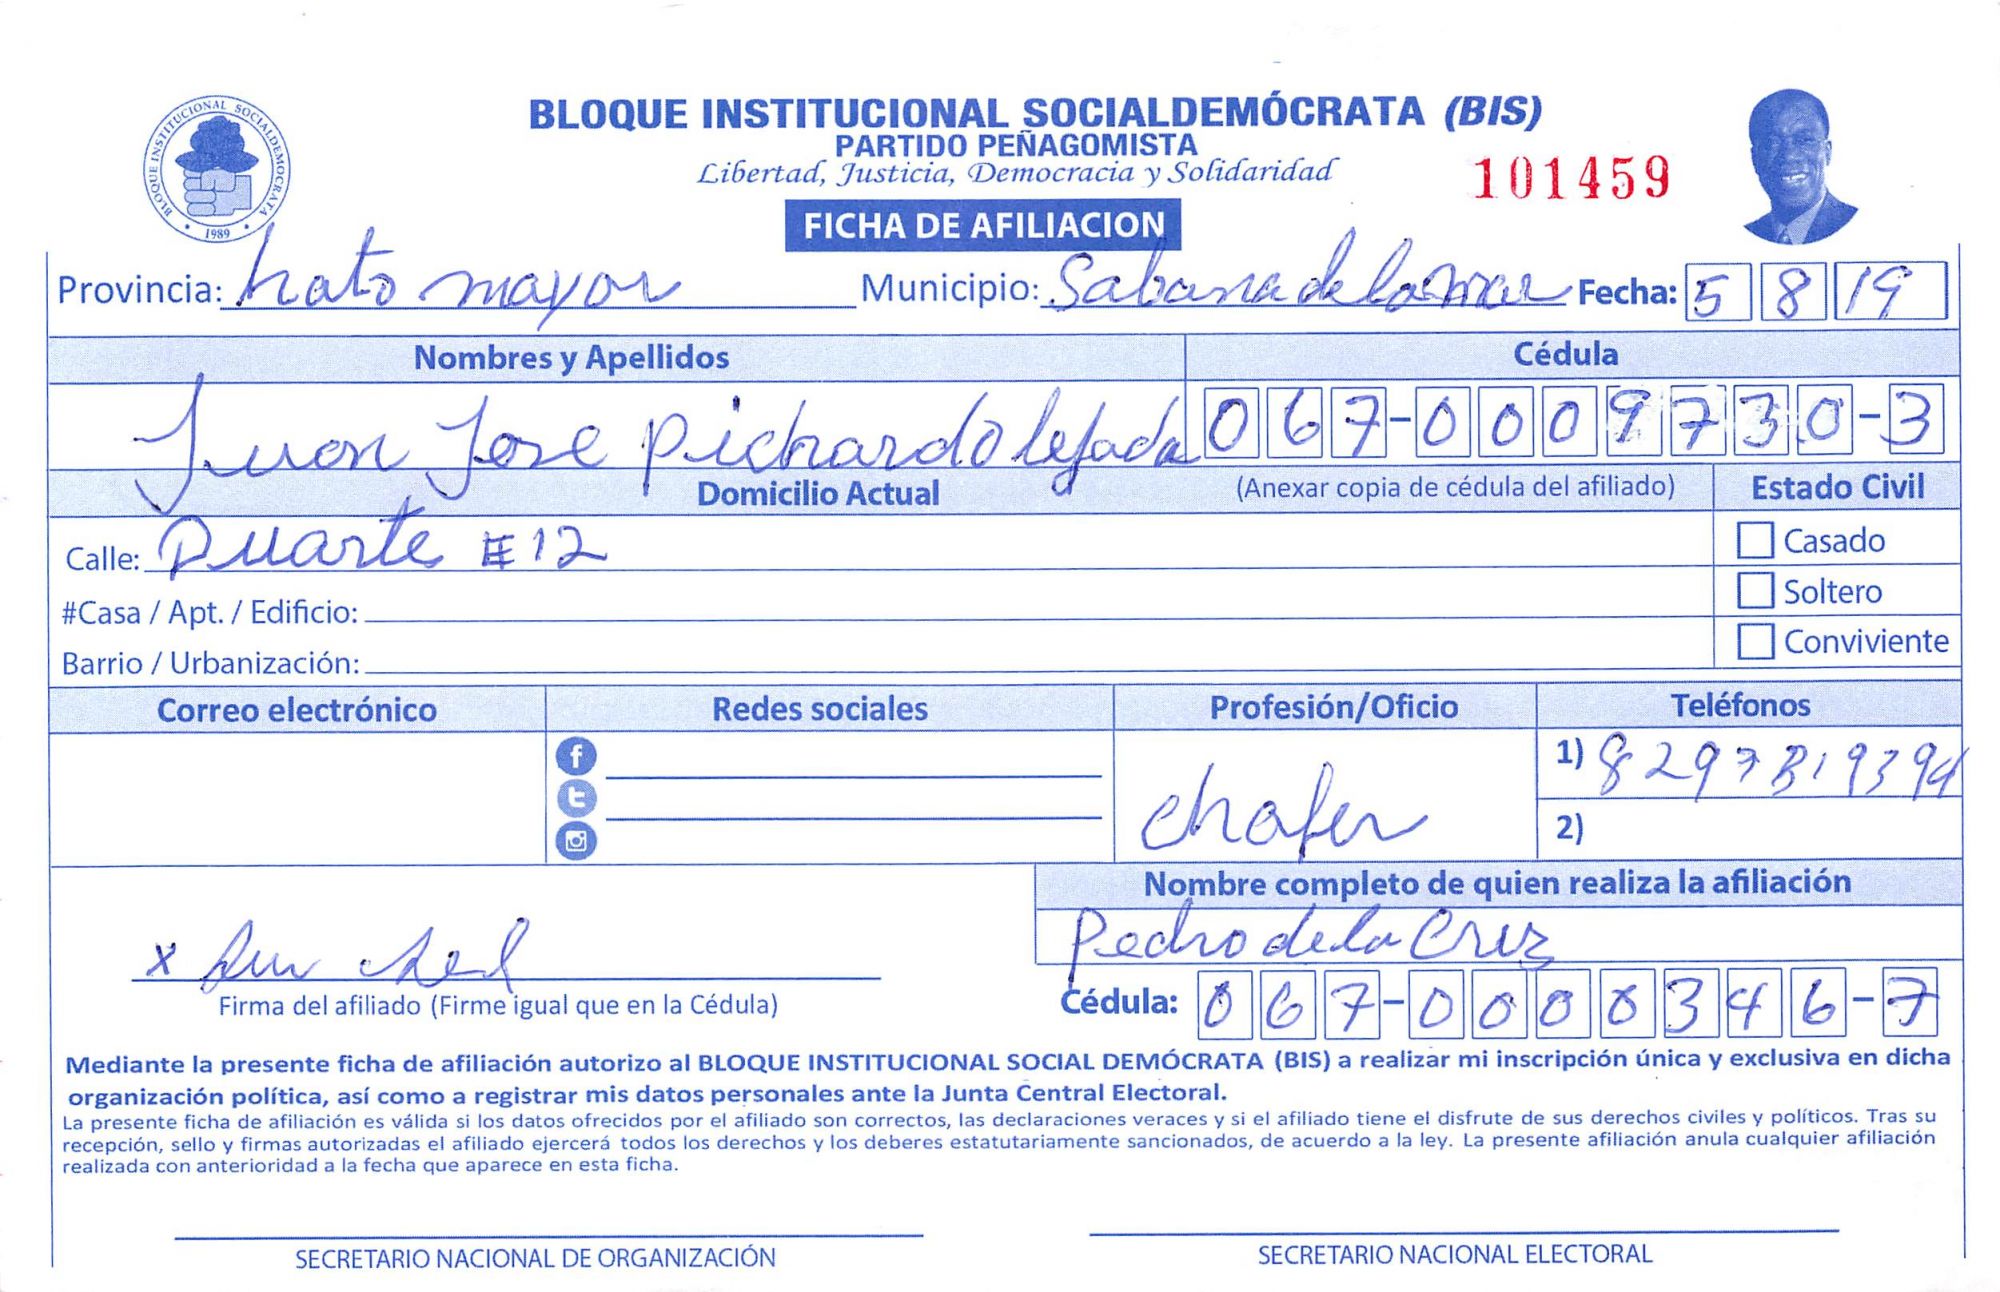 BLOQUE INSTITUCIONAL SOCIALDEMOCRATA
1989
BLOQUE INSTITUCIONAL SOCIALDEMÓCRATA (BIS)
PARTIDO PEÑAGOMISTA
Libertad, Justicia, Democracia y Solidaridad
101459
FICHA DE AFILIACION
Provincia: hato mayor Municipio: Sabana de la mar Fecha: 5 8 19
Nombres y Apellidos Cédula
Juan Jose Pichardo 067-0009730-3
Domicilio Actual (Anexar copia de cédula del afiliado) Estado Civil
Calle: Duarte #12 Casado
#Casa / Apt. / Edificio: Soltero
Barrio / Urbanización: Conviviente
Correo electrónico Redes sociales Profesión/Oficio Teléfonos
chofer 1) 8297819394
2)
Nombre completo de quien realiza la afiliación
x Pedro de la Cruz
Firma del afiliado (Firme igual que en la Cédula) Cédula: 067-0000346-7
Mediante la presente ficha de afiliación autorizo al BLOQUE INSTITUCIONAL SOCIAL DEMÓCRATA (BIS) a realizar mi inscripción única y exclusiva en dicha
organización política, así como a registrar mis datos personales ante la Junta Central Electoral.
La presente ficha de afiliación es válida si los datos ofrecidos por el afiliado son correctos, las declaraciones veraces y si el afiliado tiene el disfrute de sus derechos civiles y políticos. Tras su
recepción, sello y firmas autorizadas el afiliado ejercerá todos los derechos y los deberes estatutariamente sancionados, de acuerdo a la ley. La presente afiliación anula cualquier afiliación
realizada con anterioridad a la fecha que aparece en esta ficha.
SECRETARIO NACIONAL DE ORGANIZACIÓN SECRETARIO NACIONAL ELECTORAL